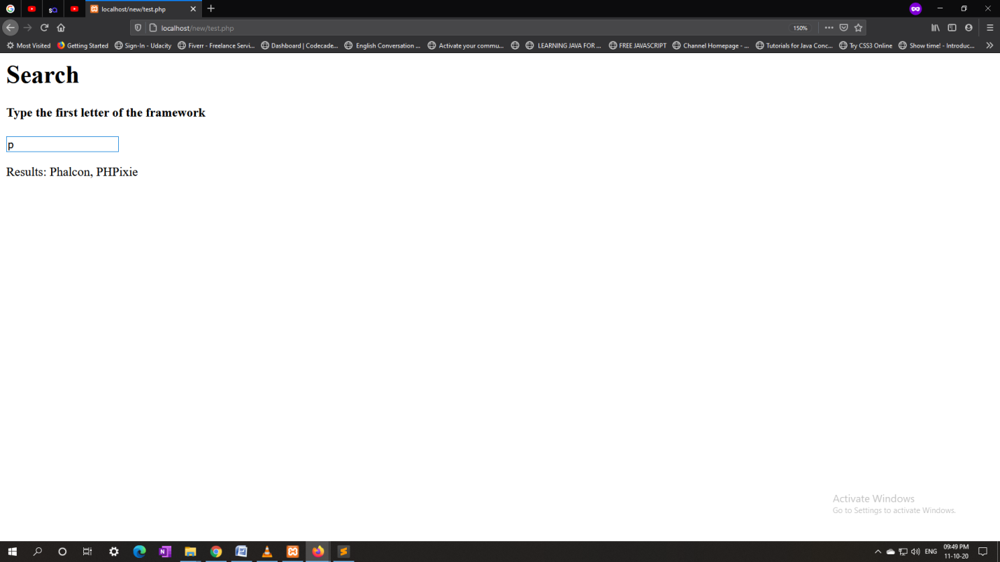 localhost/new/test.php
localhost/new/test.php
150%
Most Visited Getting Started Sign-In - Udacity Fiverr - Freelance Servi... Dashboard | Codecade... English Conversation ... Activate your commu... LEARNING JAVA FOR ... FREE JAVASCRIPT Channel Homepage - ... Tutorials for Java Conc... Try CSS3 Online Show time! - Introduc...
Search
Type the first letter of the framework
p
Results: Phalcon, PHPixie
Activate Windows
Go to Settings to activate Windows.
ENG
09:49 PM
11-10-20